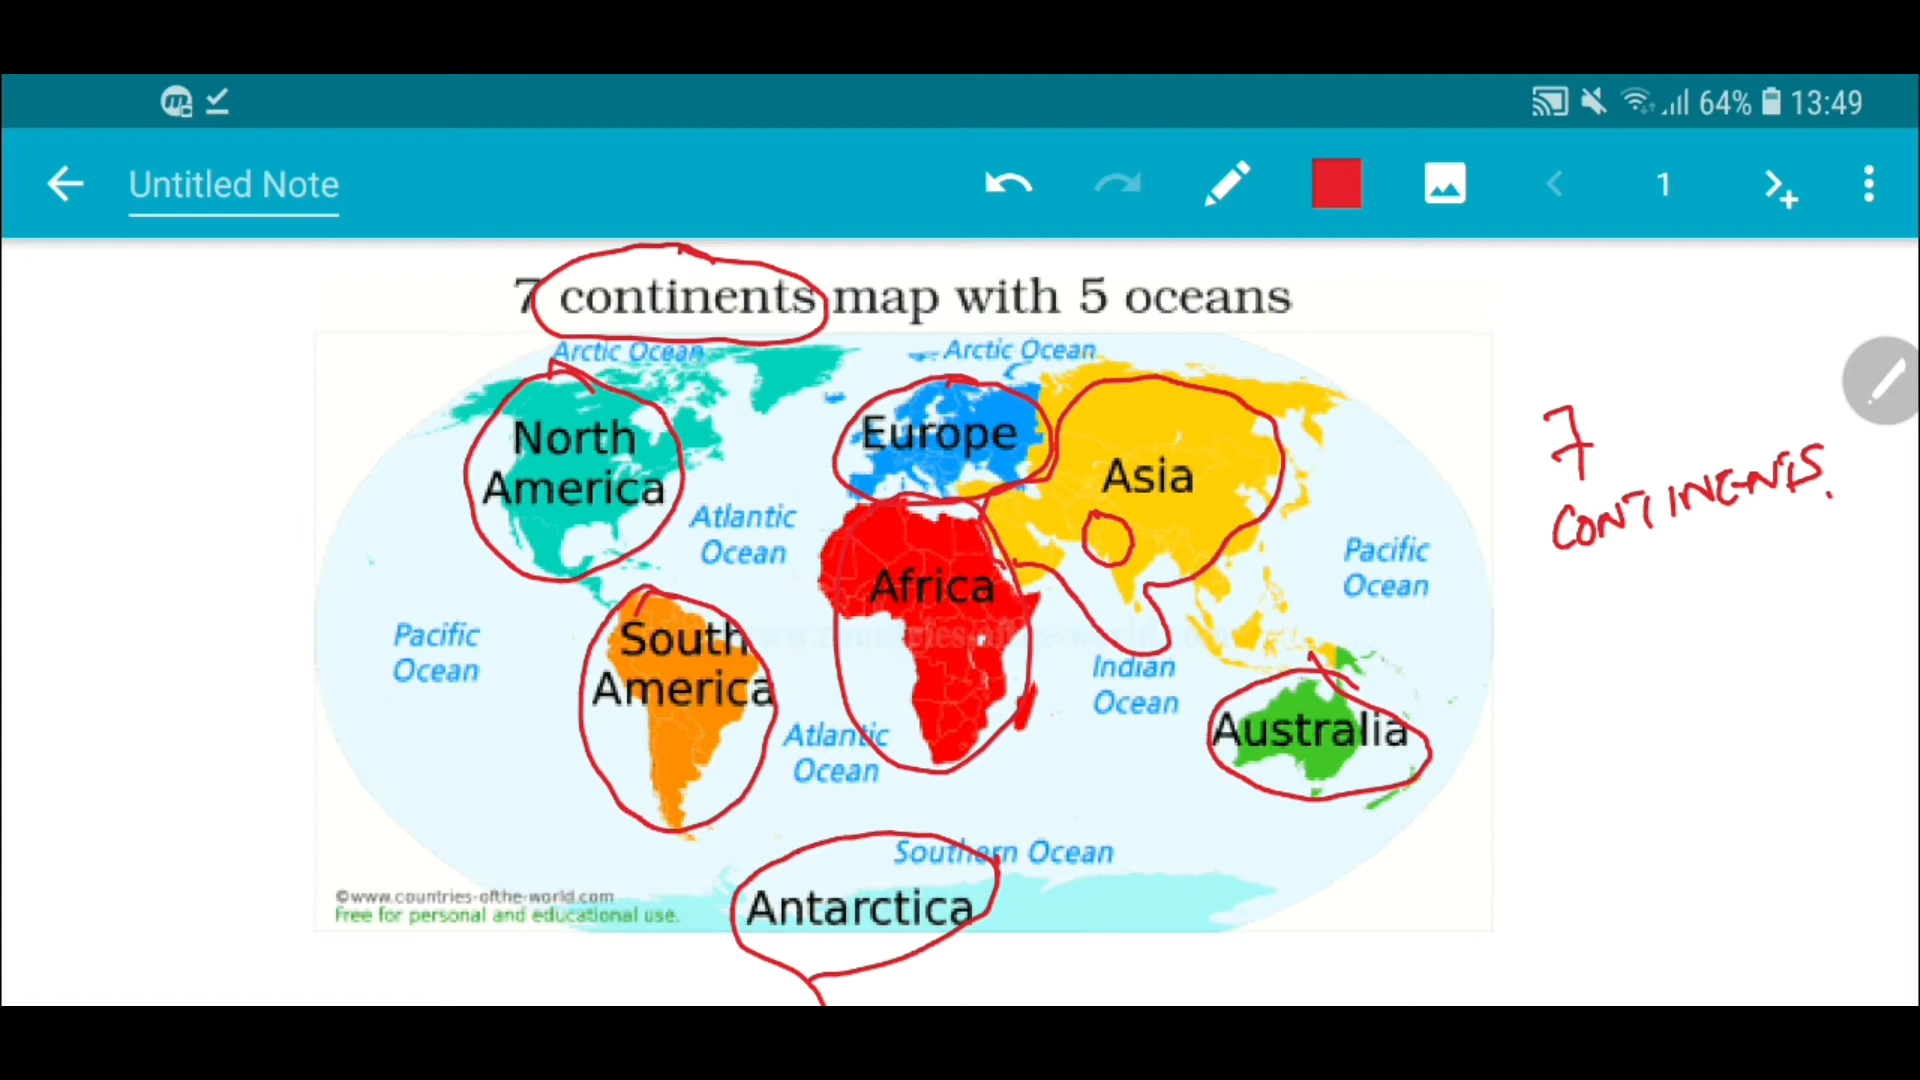 64% 13:49
Untitled Note
1
7 continents map with 5 oceans
Arctic Ocean
Arctic Ocean
North
America
Europe
Asia
Atlantic
Ocean
Pacific
Ocean
Africa
South
America
Pacific
Ocean
Indian
Ocean
Atlantic
Ocean
Australia
Southern Ocean
Antarctica
©www.countries-ofthe-world.com
Free for personal and educational use.
7
CONTINENTS.